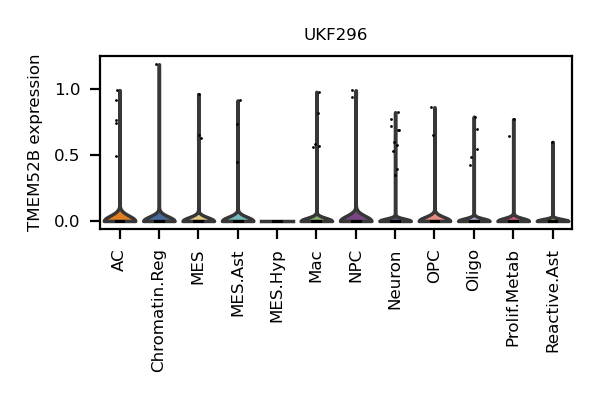 UKF296
TMEM52B expression
1.0
0.5
0.0
AC
Chromatin.Reg
MES
MES.Ast
MES.Hyp
Mac
NPC
Neuron
OPC
Oligo
Prolif.Metab
Reactive.Ast